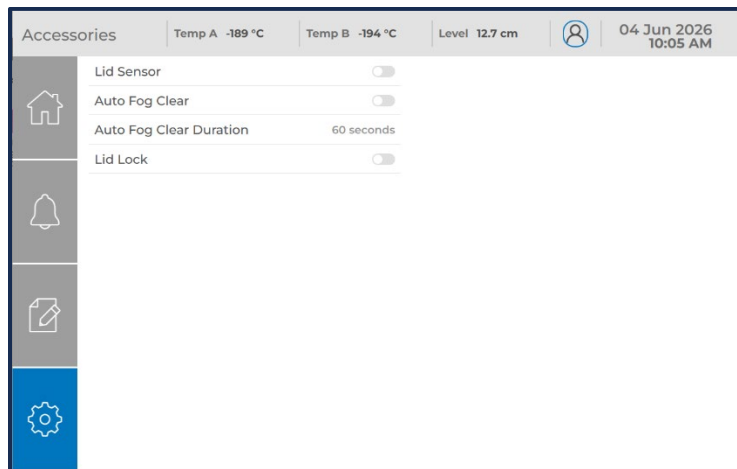 Accessories Temp A -189 °C Temp B -194 °C Level 12.7 cm 04 Jun 2026
10:05 AM
Lid Sensor
Auto Fog Clear
Auto Fog Clear Duration 60 seconds
Lid Lock